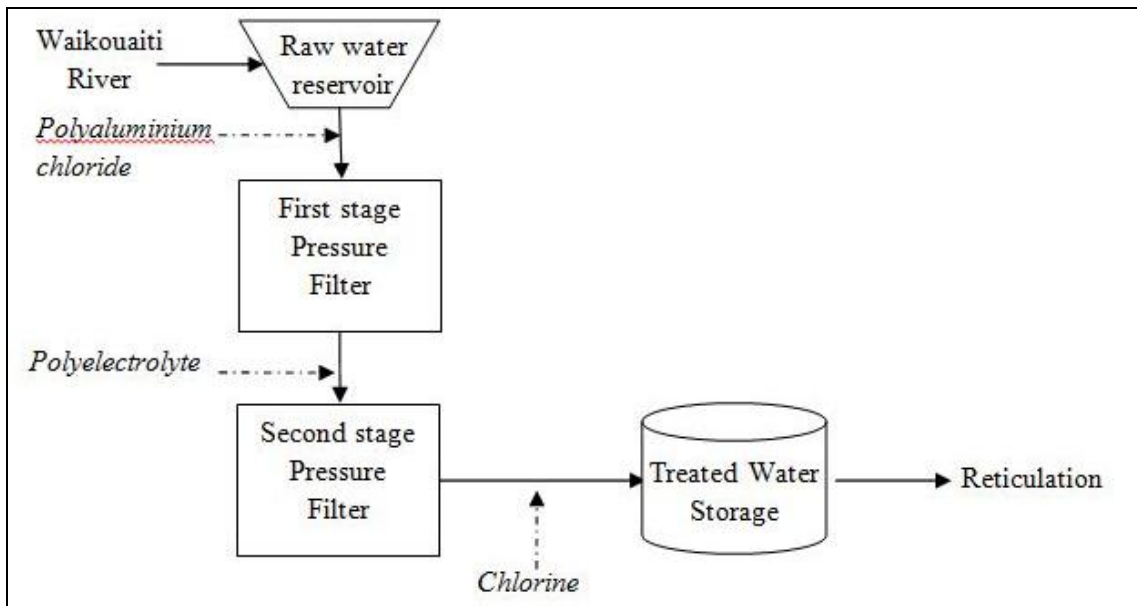 Waikouaiti
River
Raw water
reservoir
Polyaluminium
chloride
First stage
Pressure
Filter
Polyelectrolyte
Second stage
Pressure
Filter
Treated Water
Storage
Reticulation
Chlorine